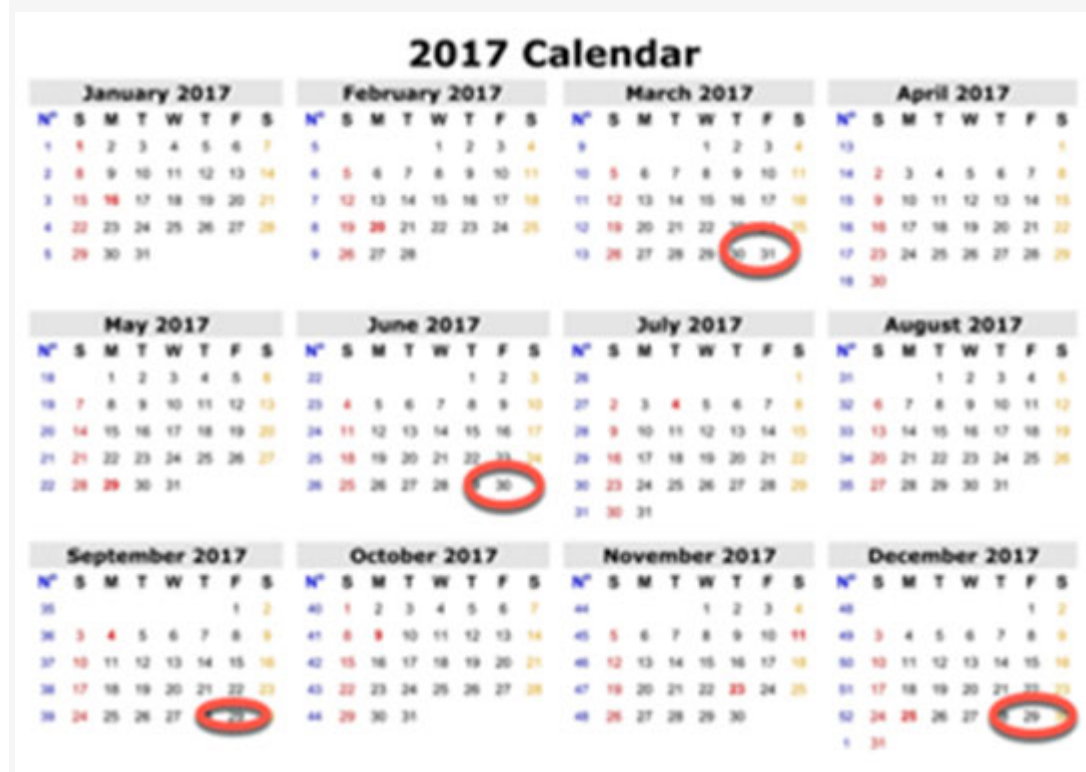 2017 Calendar
January 2017
N° S M T W T F S
1 1 2 3 4 5 6 7
2 8 9 10 11 12 13 14
3 15 16 17 18 19 20 21
4 22 23 24 25 26 27 28
5 29 30 31
February 2017
N° S M T W T F S
5 1 2 3 4
6 5 6 7 8 9 10 11
7 12 13 14 15 16 17 18
8 19 20 21 22 23 24 25
9 26 27 28
March 2017
N° S M T W T F S
9 1 2 3 4
10 5 6 7 8 9 10 11
11 12 13 14 15 16 17 18
12 19 20 21 22 25
13 26 27 28 29 30 31
April 2017
N° S M T W T F S
13 1
14 2 3 4 5 6 7 8
15 9 10 11 12 13 14 15
16 16 17 18 19 20 21 22
17 23 24 25 26 27 28 29
18 30
May 2017
N° S M T W T F S
18 1 2 3 4 5 6
19 7 8 9 10 11 12 13
20 14 15 16 17 18 19 20
21 21 22 23 24 25 26 27
22 28 29 30 31
June 2017
N° S M T W T F S
22 1 2 3
23 4 5 6 7 8 9 10
24 11 12 13 14 15 16 17
25 18 19 20 21 22 23 24
26 25 26 27 28 30
July 2017
N° S M T W T F S
26 1
27 2 3 4 5 6 7 8
28 9 10 11 12 13 14 15
29 16 17 18 19 20 21 22
30 23 24 25 26 27 28 29
31 30 31
August 2017
N° S M T W T F S
31 1 2 3 4 5
32 6 7 8 9 10 11 12
33 13 14 15 16 17 18 19
34 20 21 22 23 24 25 26
35 27 28 29 30 31
September 2017
N° S M T W T F S
35 1 2
36 3 4 5 6 7 8 9
37 10 11 12 13 14 15 16
38 17 18 19 20 21 22 23
39 24 25 26 27 29
October 2017
N° S M T W T F S
40 1 2 3 4 5 6 7
41 8 9 10 11 12 13 14
42 15 16 17 18 19 20 21
43 22 23 24 25 26 27 28
44 29 30 31
November 2017
N° S M T W T F S
44 1 2 3 4
45 5 6 7 8 9 10 11
46 12 13 14 15 16 17 18
47 19 20 21 22 23 24 25
48 26 27 28 29 30
December 2017
N° S M T W T F S
48 1 2
49 3 4 5 6 7 8 9
50 10 11 12 13 14 15 16
51 17 18 19 20 21 22 23
52 24 25 26 27 29
1 31